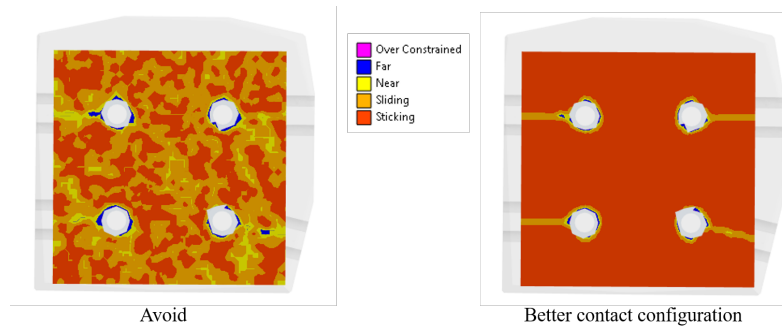 Over Constrained
Far
Near
Sliding
Sticking
Avoid
Better contact configuration